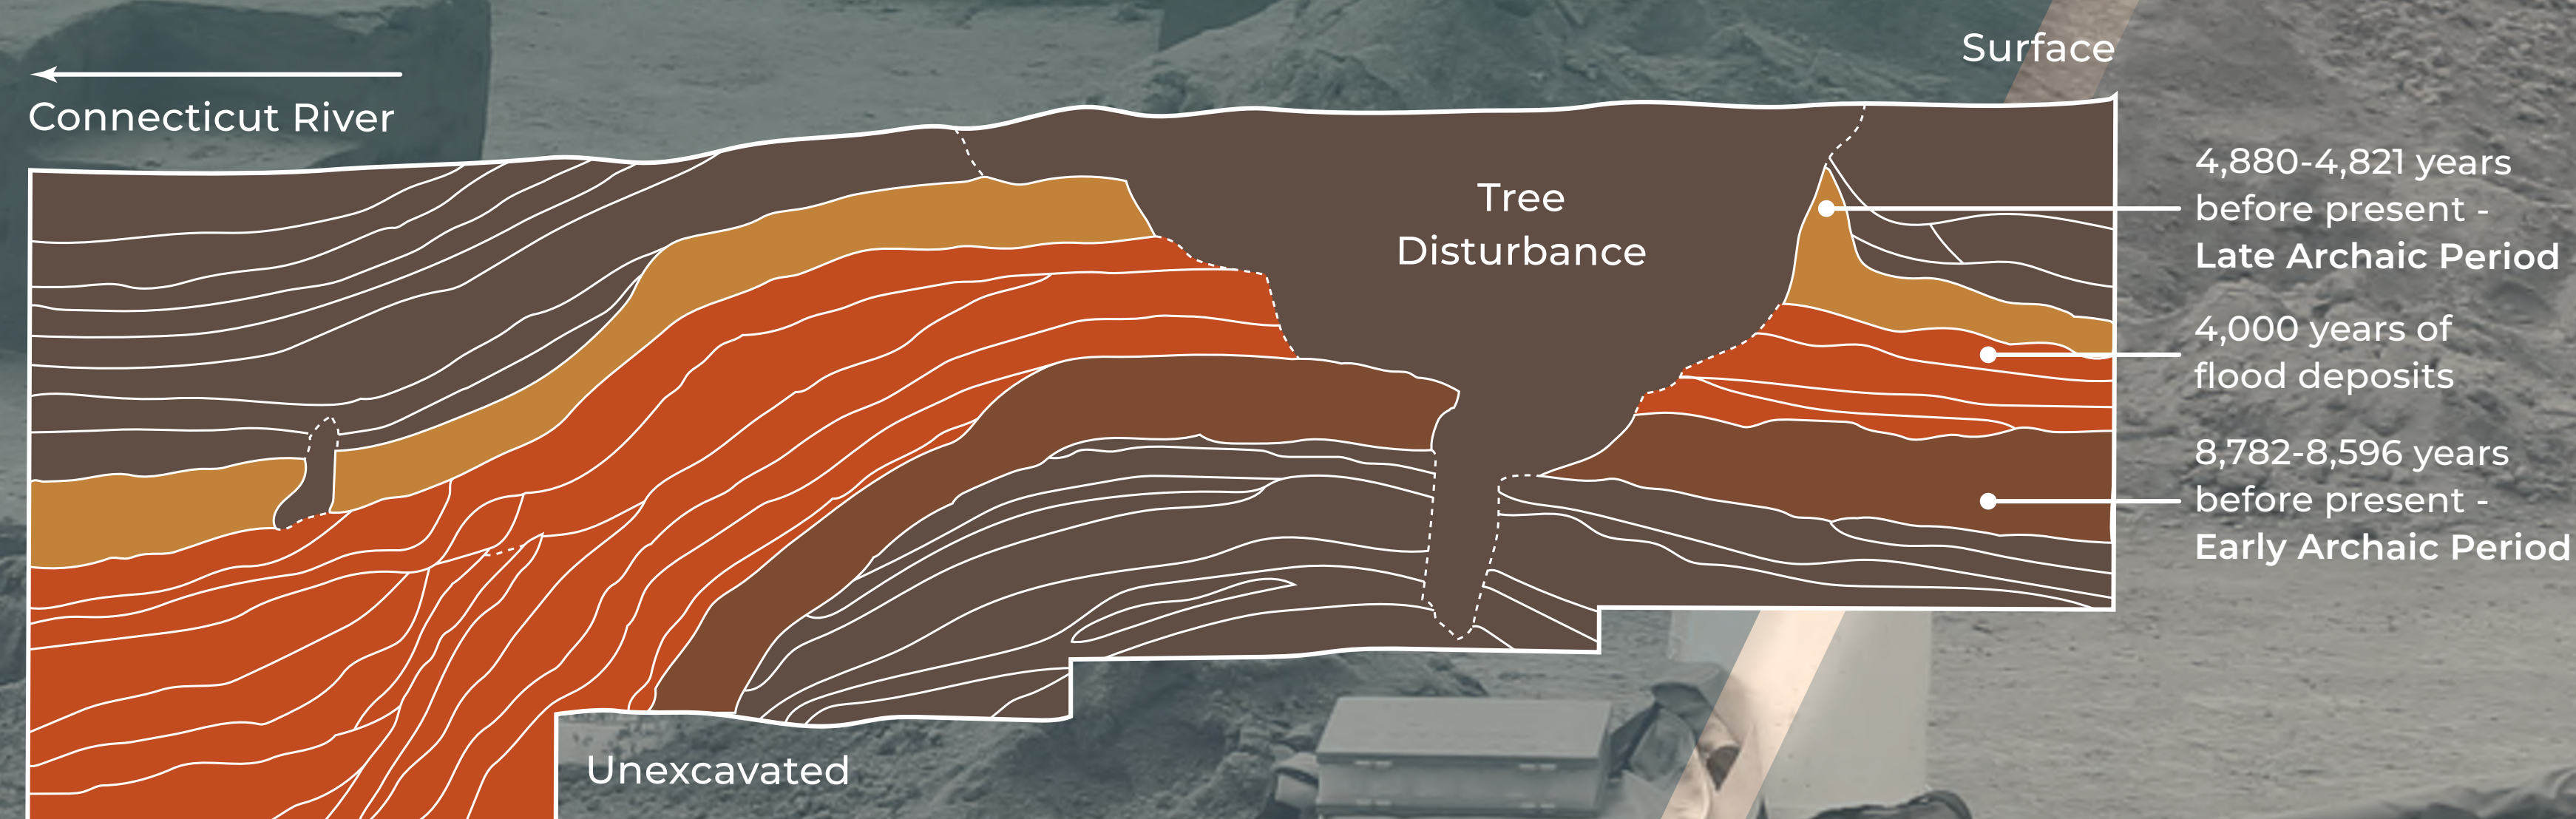 Surface
Connecticut River
Tree
Disturbance
4,880-4,821 years
before present -
Late Archaic Period
4,000 years of
flood deposits
8,782-8,596 years
before present -
Early Archaic Period
Unexcavated